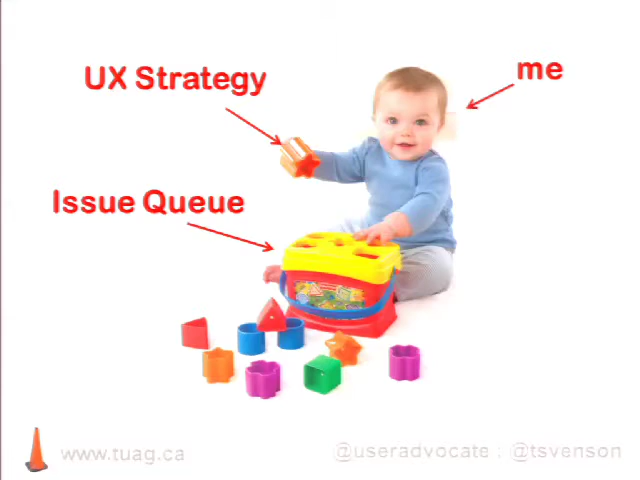 UX Strategy
me
Issue Queue
www.tuag.ca
@useradvocate : @tsvenson